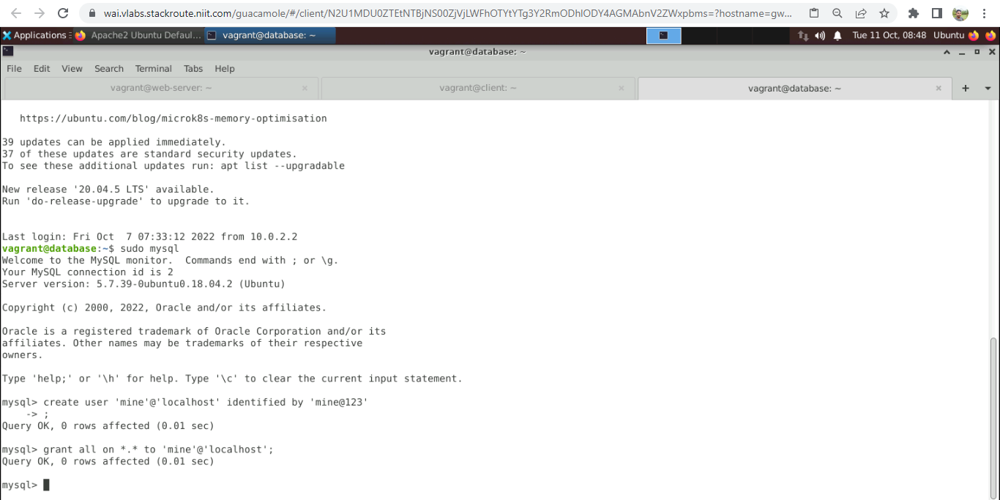 wai.vlabs.stackroute.niit.com/guacamole/#/client/N2U1MDU0ZTEtNTBjNS00ZjVjLWFhOTYtYTg3Y2RmODhlODY4AGMAbnV2ZWxpbms=?hostname=gw...
Applications Apache2 Ubuntu Defaul... vagrant@database: ~ Tue 11 Oct, 08:48 Ubuntu
vagrant@database: ~
File Edit View Search Terminal Tabs Help
vagrant@web-server: ~ × vagrant@client: ~ × vagrant@database: ~ × +
https://ubuntu.com/blog/microk8s-memory-optimisation
39 updates can be applied immediately.
37 of these updates are standard security updates.
To see these additional updates run: apt list --upgradable
New release '20.04.5 LTS' available.
Run 'do-release-upgrade' to upgrade to it.
Last login: Fri Oct  7 07:33:12 2022 from 10.0.2.2
vagrant@database:~$ sudo mysql
Welcome to the MySQL monitor.  Commands end with ; or \g.
Your MySQL connection id is 2
Server version: 5.7.39-0ubuntu0.18.04.2 (Ubuntu)
Copyright (c) 2000, 2022, Oracle and/or its affiliates.
Oracle is a registered trademark of Oracle Corporation and/or its
affiliates. Other names may be trademarks of their respective
owners.
Type 'help;' or '\h' for help. Type '\c' to clear the current input statement.
mysql> create user 'mine'@'localhost' identified by 'mine@123'
    -> ;
Query OK, 0 rows affected (0.01 sec)
mysql> grant all on *.* to 'mine'@'localhost';
Query OK, 0 rows affected (0.01 sec)
mysql>